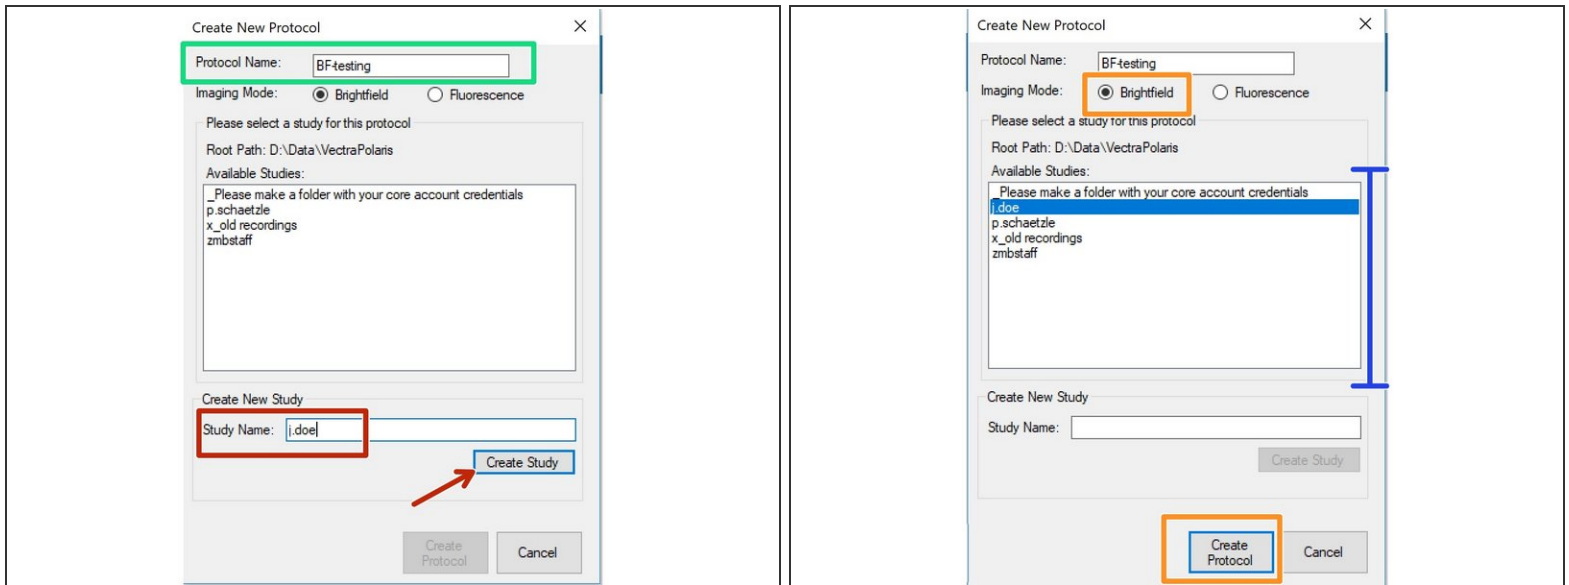 Create New Protocol
Protocol Name: BF-testing
Imaging Mode: Brightfield Fluorescence
Please select a study for this protocol
Root Path: D:\Data\VectraPolaris
Available Studies:
_Please make a folder with your core account credentials
p.schaetzle
x_old recordings
zmbstaff
Create New Study
Study Name: j.doe
Create Study
Create
Protocol
Cancel
Create New Protocol
Protocol Name: BF-testing
Imaging Mode: Brightfield Fluorescence
Please select a study for this protocol
Root Path: D:\Data\VectraPolaris
Available Studies:
_Please make a folder with your core account credentials
j.doe
p.schaetzle
x_old recordings
zmbstaff
Create New Study
Study Name:
Create Study
Create
Protocol
Cancel